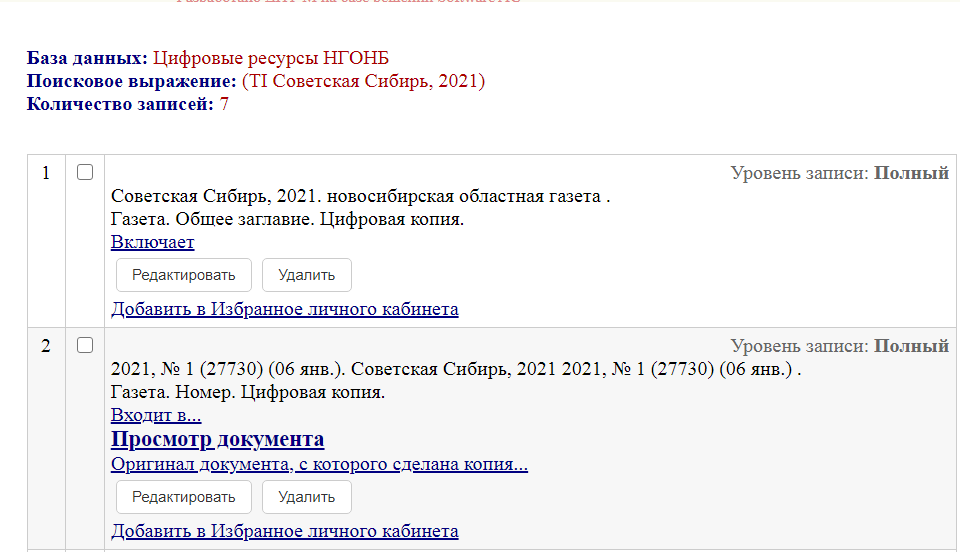 База данных: Цифровые ресурсы НГОНБ
Поисковое выражение: (TI Советская Сибирь, 2021)
Количество записей: 7
1
Уровень записи: Полный
Советская Сибирь, 2021. новосибирская областная газета .
Газета. Общее заглавие. Цифровая копия.
Включает
Редактировать Удалить
Добавить в Избранное личного кабинета
2
Уровень записи: Полный
2021, № 1 (27730) (06 янв.). Советская Сибирь, 2021 2021, № 1 (27730) (06 янв.) .
Газета. Номер. Цифровая копия.
Входит в...
Просмотр документа
Оригинал документа, с которого сделана копия...
Редактировать Удалить
Добавить в Избранное личного кабинета